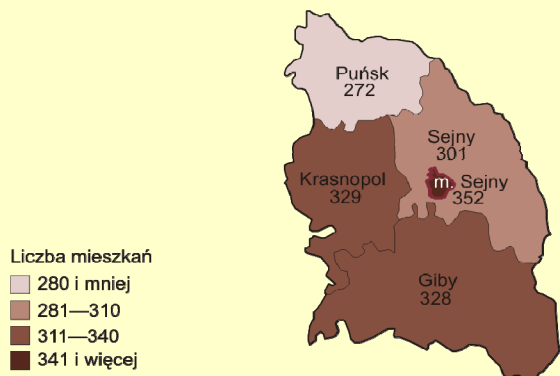 Puńsk
272
Sejny
301
Krasnopol
329
m. Sejny
352
Giby
328
Liczba mieszkań
280 i mniej
281—310
311—340
341 i więcej